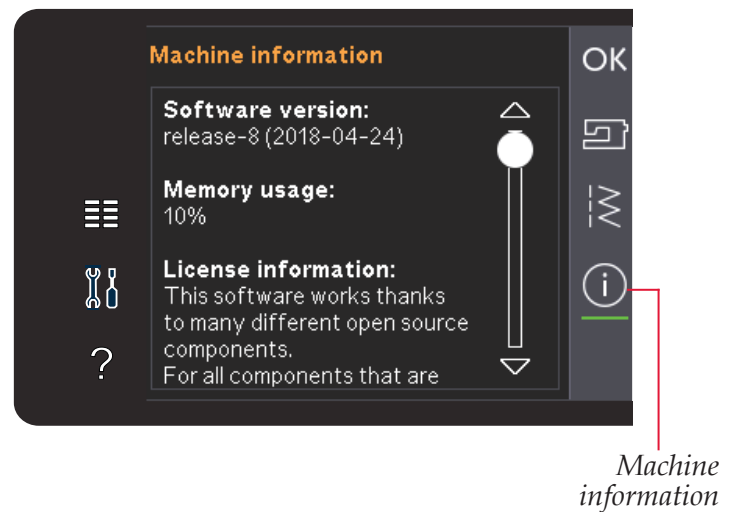 Machine information
OK
Software version:
release-8 (2018-04-24)
Memory usage:
10%
License information:
This software works thanks
to many different open source
components.
For all components that are
?
i
Machine
information